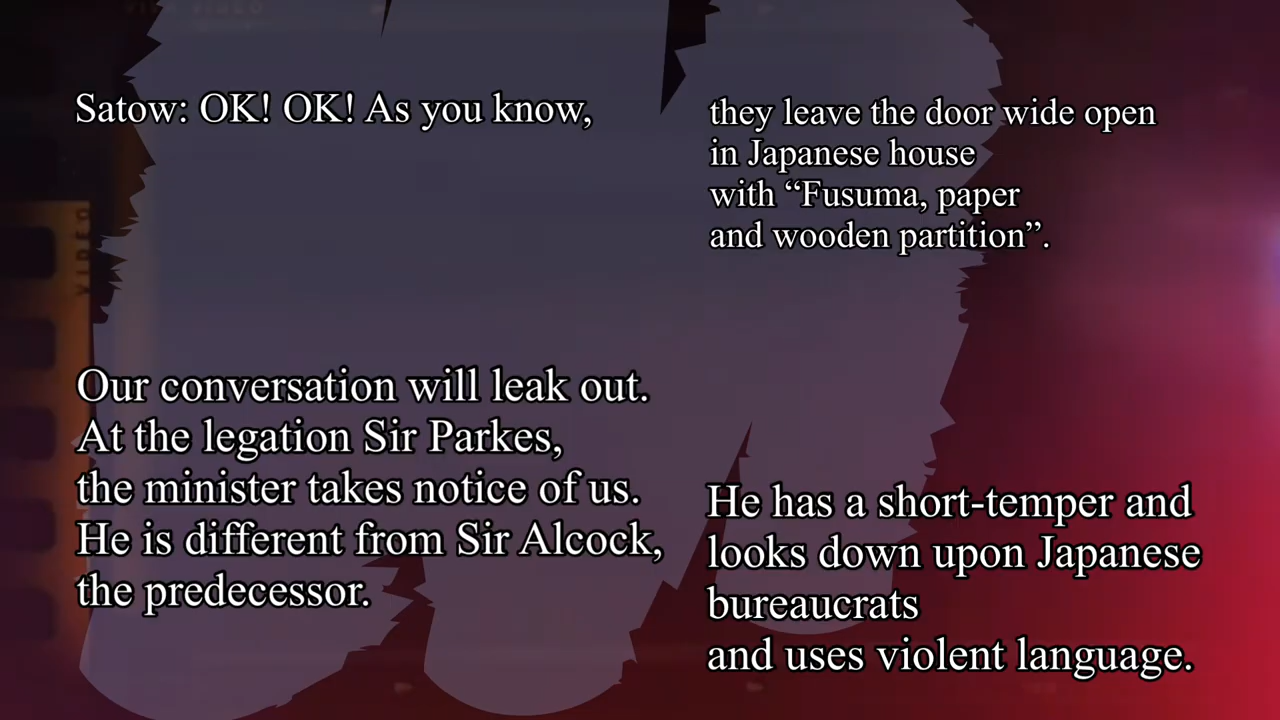 Satow: OK! OK! As you know,
they leave the door wide open
in Japanese house
with “Fusuma, paper
and wooden partition”.
Our conversation will leak out.
At the legation Sir Parkes,
the minister takes notice of us.
He is different from Sir Alcock,
the predecessor.
He has a short-temper and
looks down upon Japanese
bureaucrats
and uses violent language.
VIDEO